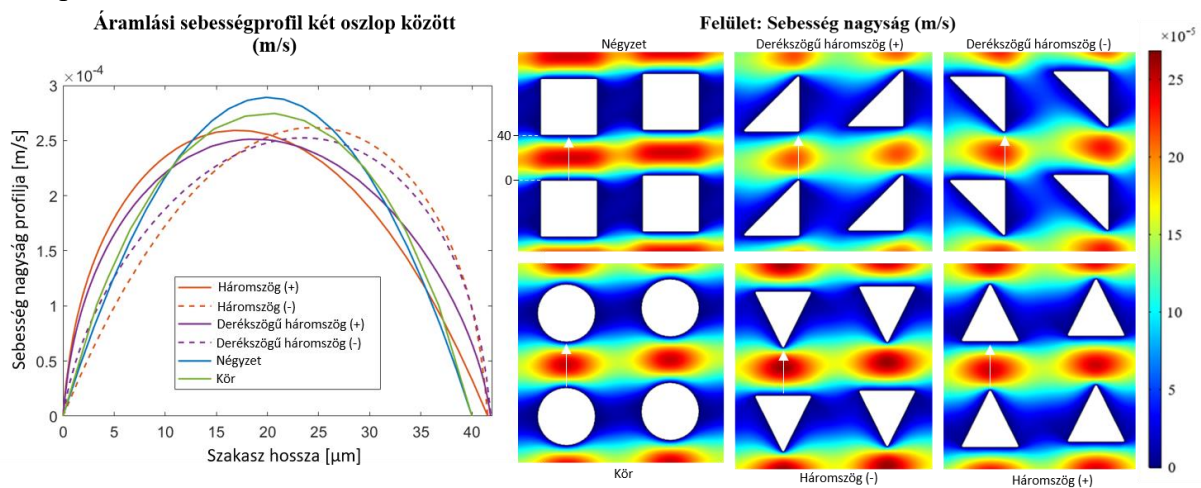 Áramlási sebességprofil két oszlop között
(m/s)
×10⁻⁴
3
2.5
2
1.5
1
0.5
0
Sebesség nagyság profilja [m/s]
0 5 10 15 20 25 30 35 40
Szakasz hossza [µm]
Háromszög (+)
Háromszög (-)
Derékszögű háromszög (+)
Derékszögű háromszög (-)
Négyzet
Kör
Felület: Sebesség nagyság (m/s)
Négyzet
Derékszögű háromszög (+)
Derékszögű háromszög (-)
40
0
Kör
Háromszög (-)
Háromszög (+)
×10⁻⁵
25
20
15
10
5
0